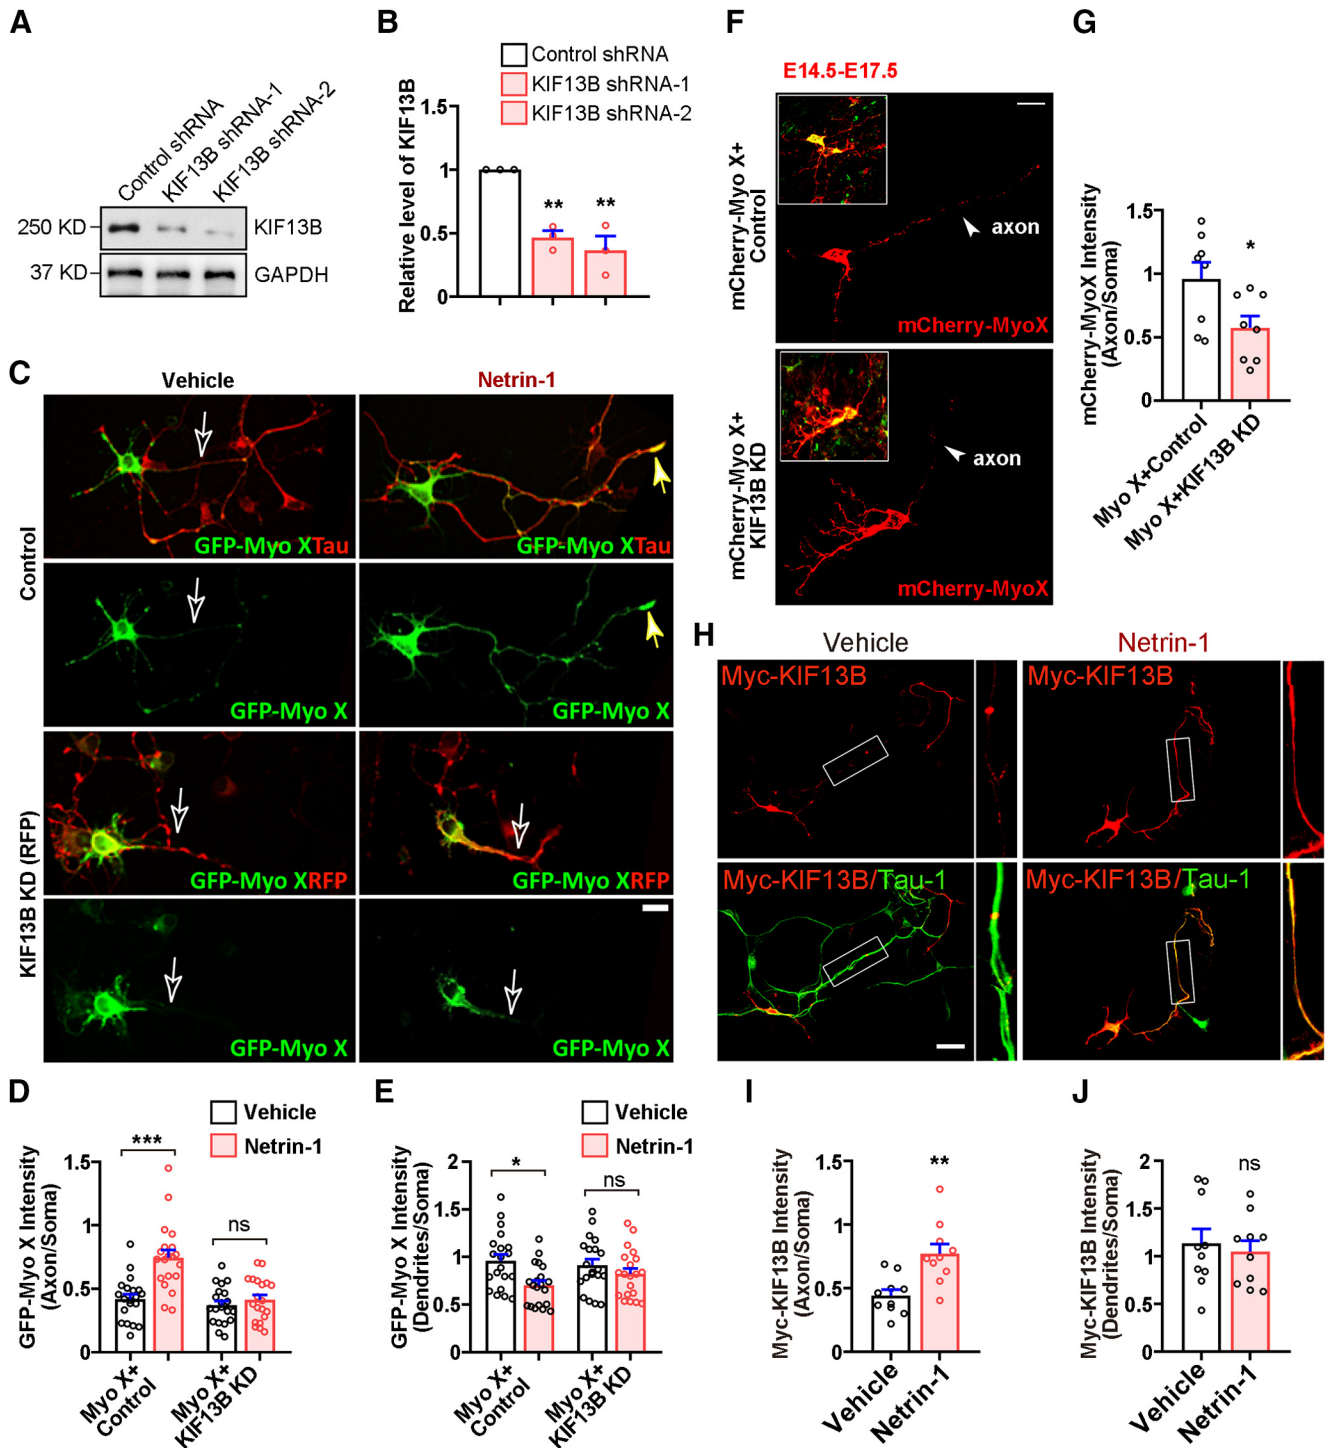 A
Control shRNA
KIF13B shRNA-1
KIF13B shRNA-2
250 KD
KIF13B
37 KD
GAPDH
B
Control shRNA
KIF13B shRNA-1
KIF13B shRNA-2
Relative level of KIF13B
1.5
1
0.5
0
**
**
C
Vehicle
Netrin-1
Control
GFP-Myo XTau
GFP-Myo XTau
GFP-Myo X
GFP-Myo X
KIF13B KD (RFP)
GFP-Myo XRFP
GFP-Myo XRFP
GFP-Myo X
GFP-Myo X
D
Vehicle
Netrin-1
GFP-Myo X Intensity
(Axon/Soma)
1.5
1
0.5
0
***
ns
Myo X+
Control
Myo X+
KIF13B KD
E
Vehicle
Netrin-1
GFP-Myo X Intensity
(Dendrites/Soma)
2
1.5
1
0.5
0
*
ns
Myo X+
Control
Myo X+
KIF13B KD
F
E14.5-E17.5
mCherry-Myo X+
Control
axon
mCherry-MyoX
mCherry-Myo X+
KIF13B KD
axon
mCherry-MyoX
G
mCherry-MyoX Intensity
(Axon/Soma)
1.5
1
0.5
0
*
Myo X+Control
Myo X+KIF13B KD
H
Vehicle
Netrin-1
Myc-KIF13B
Myc-KIF13B
Myc-KIF13B/Tau-1
Myc-KIF13B/Tau-1
I
Myc-KIF13B Intensity
(Axon/Soma)
1.5
1
0.5
0
**
Vehicle
Netrin-1
J
Myc-KIF13B Intensity
(Dendrites/Soma)
1.5
2
1
0.5
0
ns
Vehicle
Netrin-1